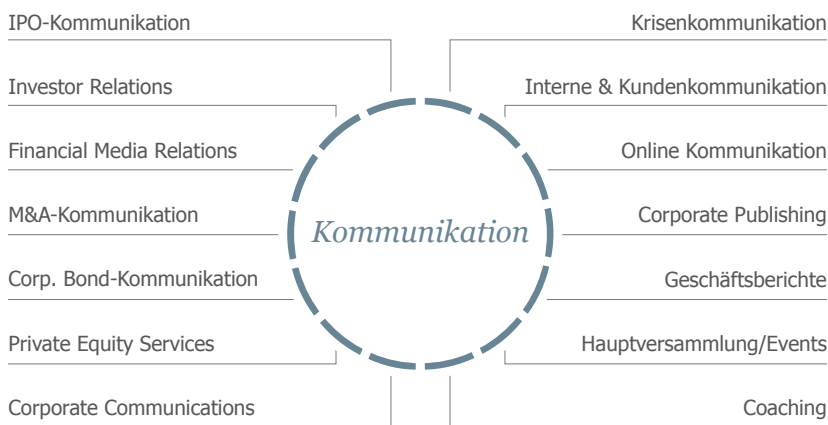 IPO-Kommunikation
Investor Relations
Financial Media Relations
M&A-Kommunikation
Corp. Bond-Kommunikation
Private Equity Services
Corporate Communications
Kommunikation
Krisenkommunikation
Interne & Kundenkommunikation
Online Kommunikation
Corporate Publishing
Geschäftsberichte
Hauptversammlung/Events
Coaching